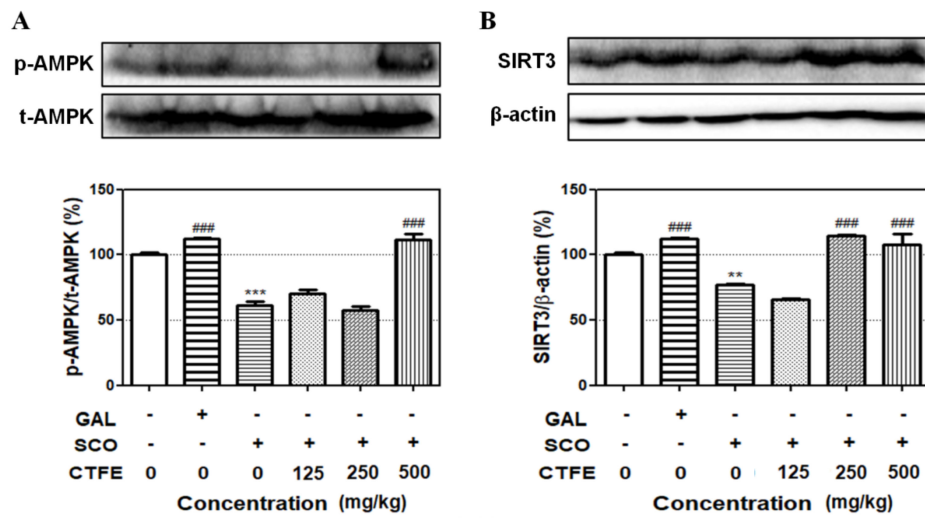 A
p-AMPK
t-AMPK
p-AMPK/t-AMPK (%)
150
100
50
0
###
***
###
GAL - + - - - -
SCO - - + + + +
CTFE 0 0 0 125 250 500
Concentration (mg/kg)
B
SIRT3
β-actin
SIRT3/β-actin (%)
150
100
50
0
###
**
###
###
GAL - + - - - -
SCO - - + + + +
CTFE 0 0 0 125 250 500
Concentration (mg/kg)